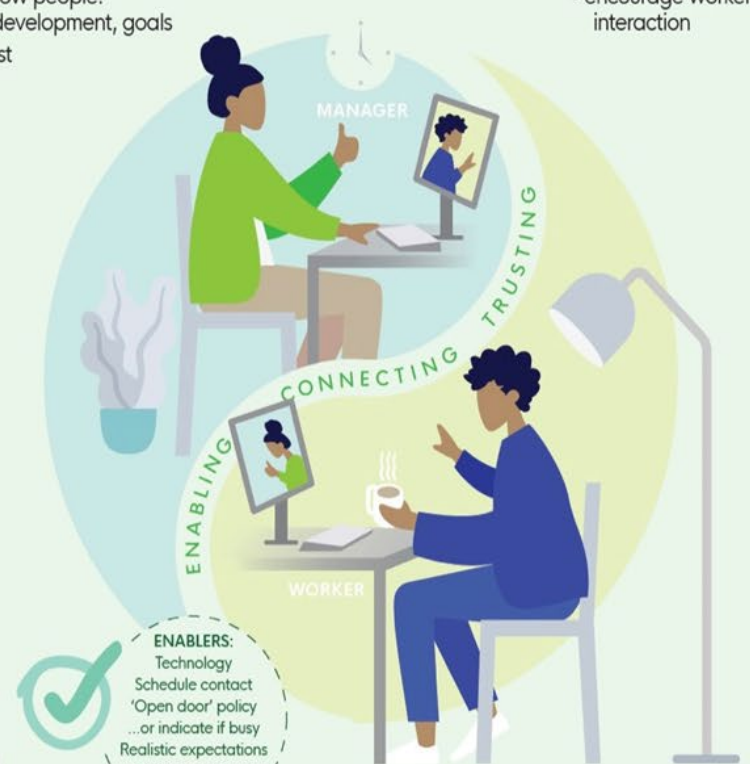 development, goals
interaction
MANAGER
TRUSTING
CONNECTING
ENABLING
WORKER
ENABLERS:
Technology
Schedule contact
'Open door' policy
...or indicate if busy
Realistic expectations